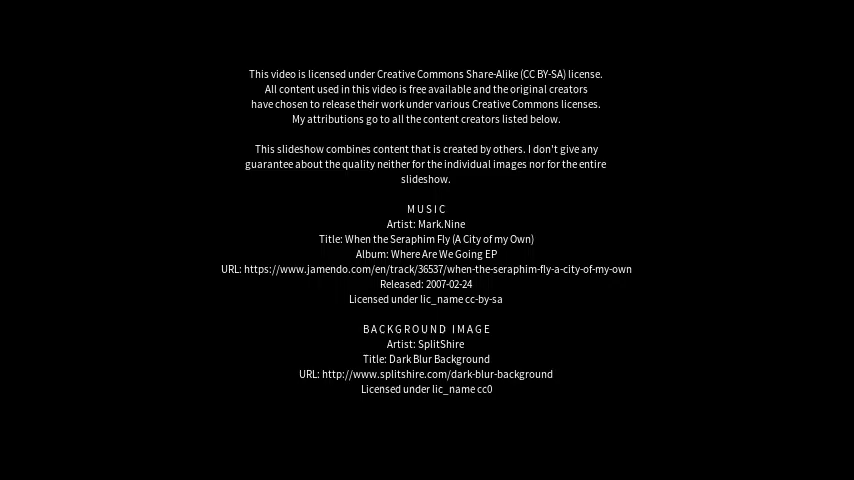 This video is licensed under Creative Commons Share-Alike (CC BY-SA) license.
All content used in this video is free available and the original creators
have chosen to release their work under various Creative Commons licenses.
My attributions go to all the content creators listed below.
This slideshow combines content that is created by others. I don't give any
guarantee about the quality neither for the individual images nor for the entire
slideshow.
MUSIC
Artist: Mark.Nine
Title: When the Seraphim Fly (A City of my Own)
Album: Where Are We Going EP
URL: https://www.jamendo.com/en/track/36537/when-the-seraphim-fly-a-city-of-my-own
Released: 2007-02-24
Licensed under lic_name cc-by-sa
BACKGROUND IMAGE
Artist: SplitShire
Title: Dark Blur Background
URL: http://www.splitshire.com/dark-blur-background
Licensed under lic_name cc0